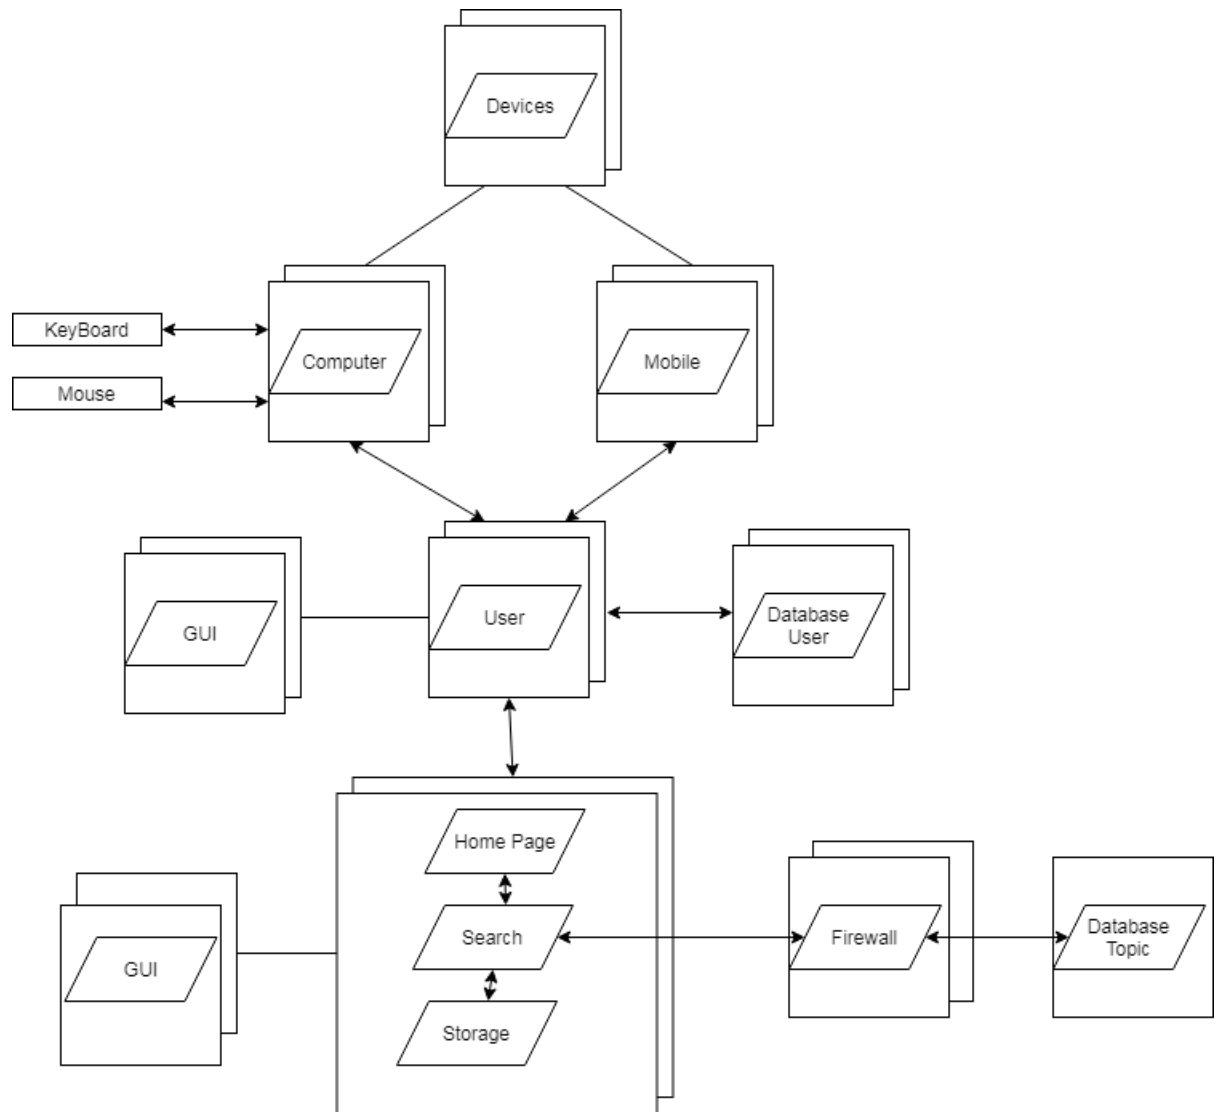 Devices
KeyBoard
Computer
Mobile
Mouse
GUI
User
Database
User
Home Page
GUI
Search
Firewall
Database
Topic
Storage